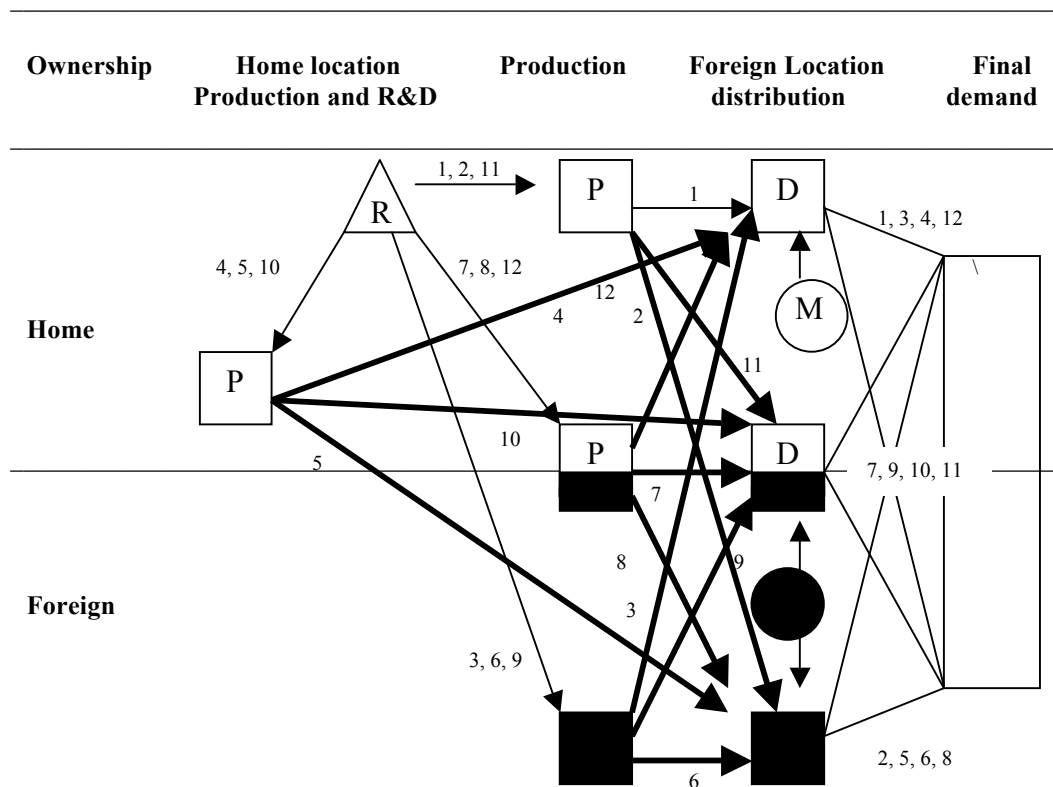 Ownership Home location Production Foreign Location Final
Production and R&D distribution demand
1, 2, 11
P
1
D
R
1, 3, 4, 12
\
4, 5, 10
7, 8, 12
12
4
2
M
Home
P
11
10
P
D
5
7
7, 9, 10, 11
8
9
Foreign
3
3, 6, 9
2, 5, 6, 8
6